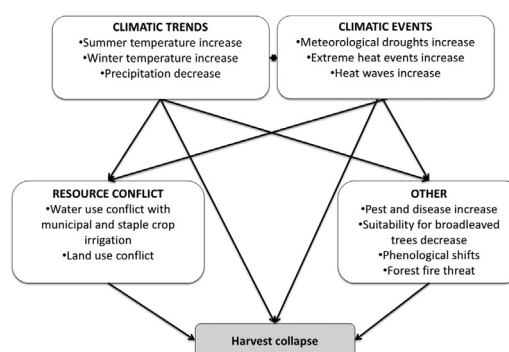 CLIMATIC TRENDS
•Summer temperature increase
•Winter temperature increase
•Precipitation decrease
CLIMATIC EVENTS
•Meteorological droughts increase
•Extreme heat events increase
•Heat waves increase
RESOURCE CONFLICT
•Water use conflict with
municipal and staple crop
irrigation
•Land use conflict
OTHER
•Pest and disease increase
•Suitability for broadleaved
trees decrease
•Phenological shifts
•Forest fire threat
Harvest collapse